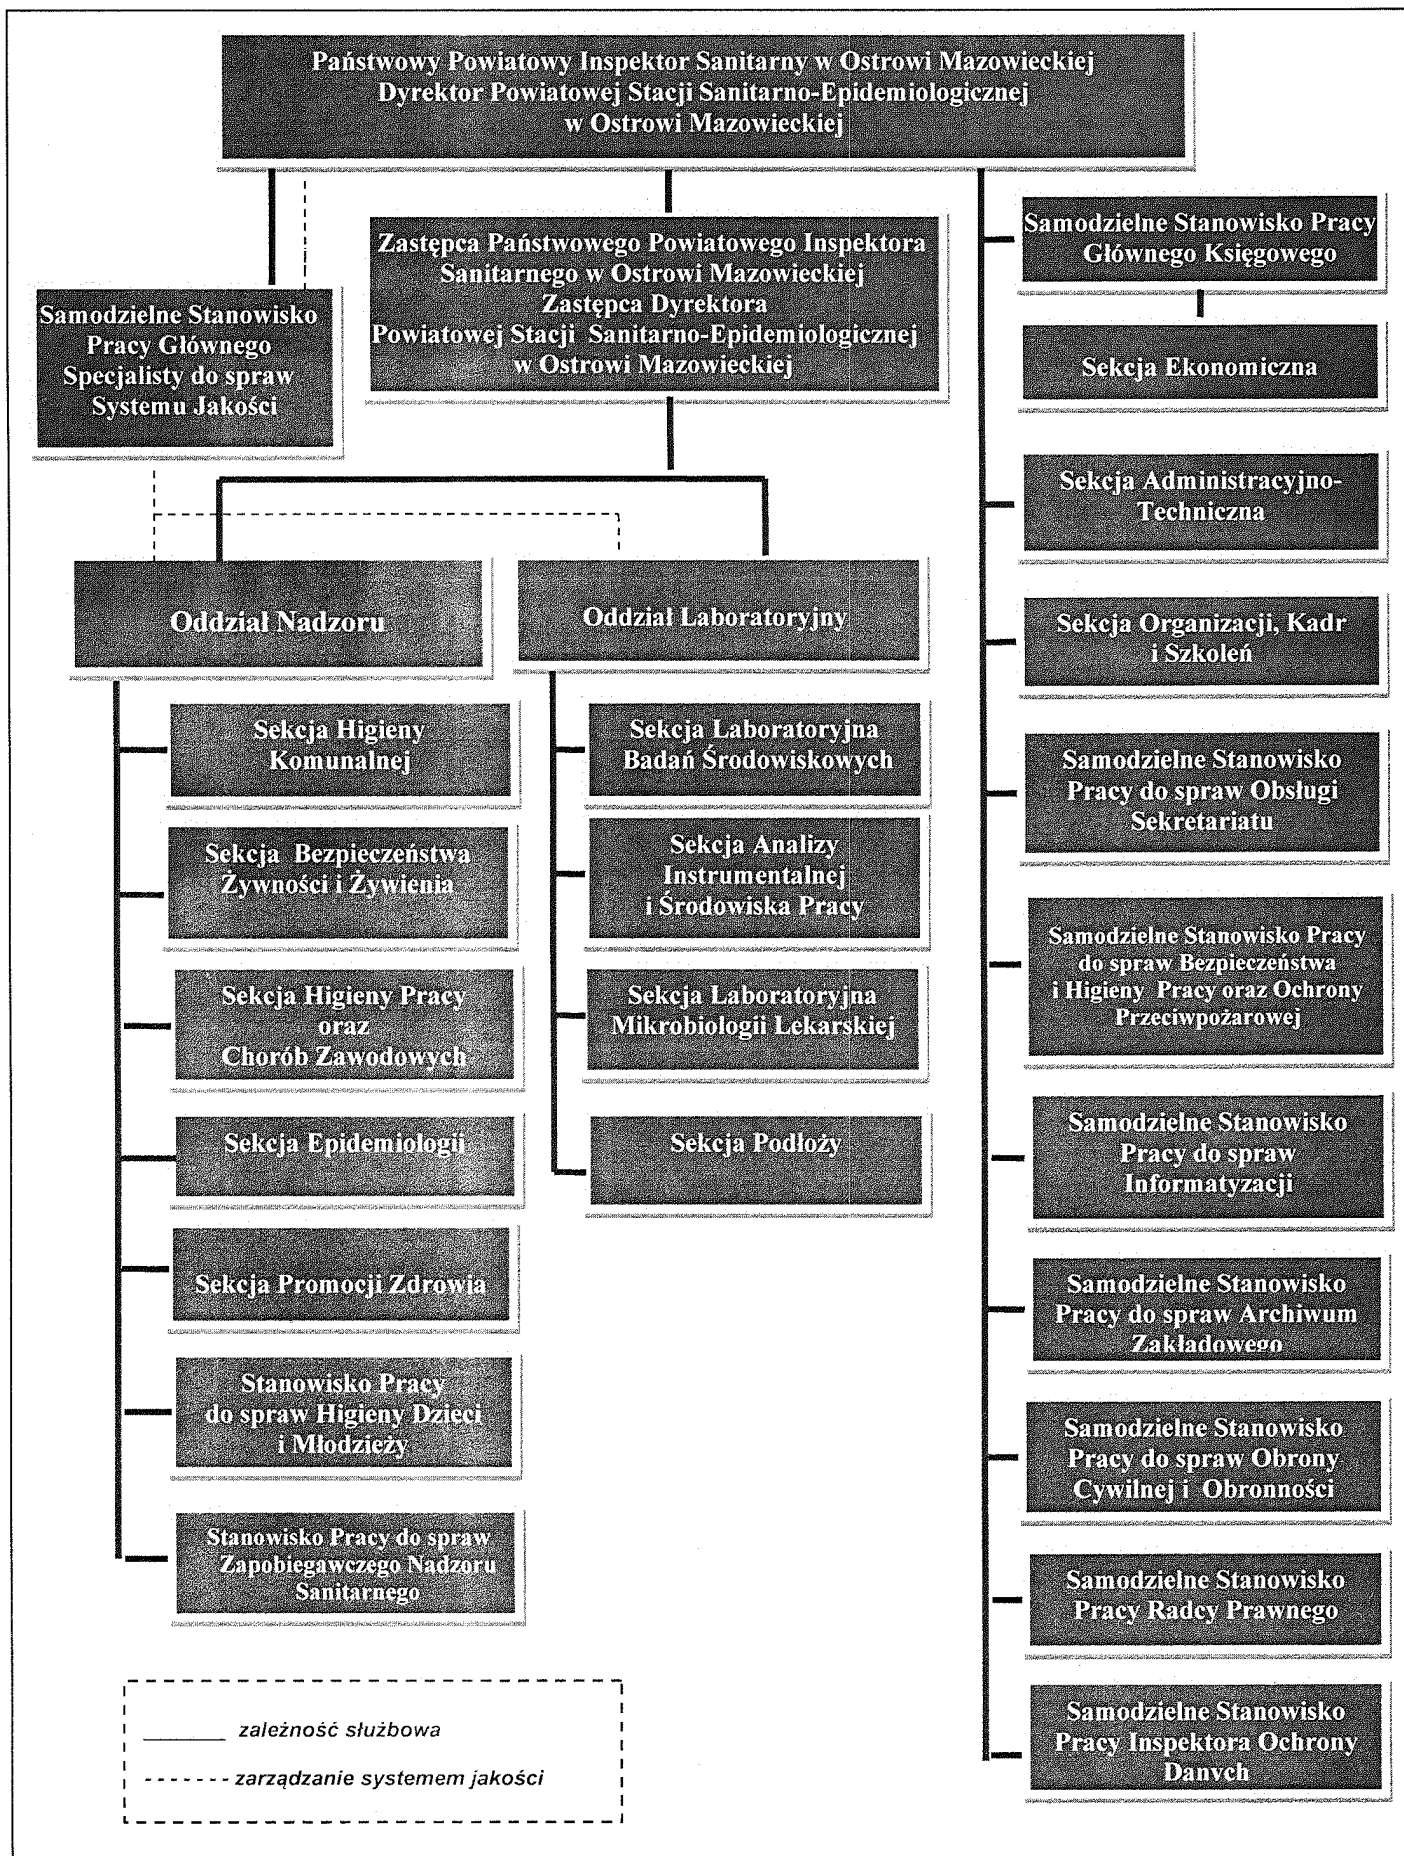 Państwowy Powiatowy Inspektor Sanitarny w Ostrowi Mazowieckiej
Dyrektor Powiatowej Stacji Sanitarno-Epidemiologicznej
w Ostrowi Mazowieckiej
Samodzielne Stanowisko
Pracy Głównego
Specjalisty do spraw
Systemu Jakości
Zastępca Państwowego Powiatowego Inspektora
Sanitarnego w Ostrowi Mazowieckiej
Zastępca Dyrektora
Powiatowej Stacji Sanitarno-Epidemiologicznej
w Ostrowi Mazowieckiej
Oddział Nadzoru
Sekcja Higieny
Komunalnej
Sekcja Bezpieczeństwa
Żywności i Żywienia
Sekcja Higieny Pracy
oraz
Chorób Zawodowych
Sekcja Epidemiologii
Sekcja Promocji Zdrowia
Stanowisko Pracy
do spraw Higieny Dzieci
i Młodzieży
Stanowisko Pracy do spraw
Zapobiegawczego Nadzoru
Sanitarnego
Oddział Laboratoryjny
Sekcja Laboratoryjna
Badań Środowiskowych
Sekcja Analizy
Instrumentalnej
i Środowiska Pracy
Sekcja Laboratoryjna
Mikrobiologii Lekarskiej
Sekcja Podłoży
Samodzielne Stanowisko Pracy
Głównego Księgowego
Sekcja Ekonomiczna
Sekcja Administracyjno-
Techniczna
Sekcja Organizacji, Kadr
i Szkoleń
Samodzielne Stanowisko
Pracy do spraw Obsługi
Sekretariatu
Samodzielne Stanowisko Pracy
do spraw Bezpieczeństwa
i Higieny Pracy oraz Ochrony
Przeciwpożarowej
Samodzielne Stanowisko
Pracy do spraw
Informatyzacji
Samodzielne Stanowisko
Pracy do spraw Archiwum
Zakładowego
Samodzielne Stanowisko
Pracy do spraw Obrony
Cywilnej i Obronności
Samodzielne Stanowisko
Pracy Radcy Prawnego
Samodzielne Stanowisko
Pracy Inspektora Ochrony
Danych
zależność służbowa
zarządzanie systemem jakości